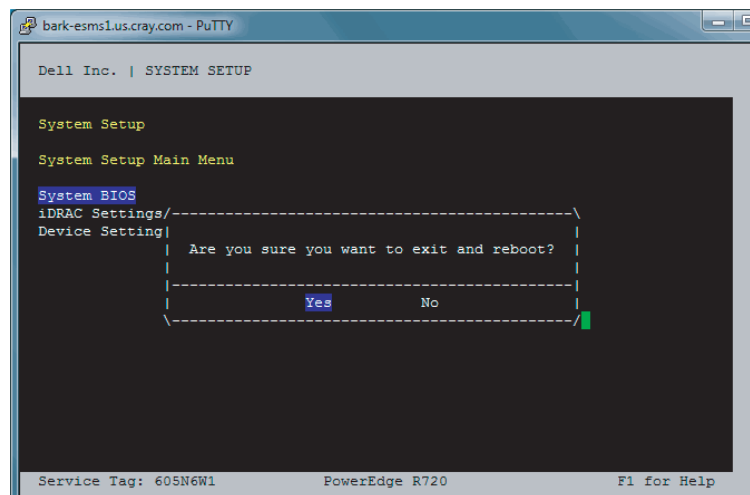 bark-esms1.us.cray.com - PuTTY
Dell Inc. | SYSTEM SETUP
System Setup
System Setup Main Menu
System BIOS
iDRAC Settings/---------------------------------------------\
Device Setting|
| Are you sure you want to exit and reboot? |
|---------------------------------------------|
| Yes No |
\---------------------------------------------/
Service Tag: 605N6W1 PowerEdge R720 F1 for Help